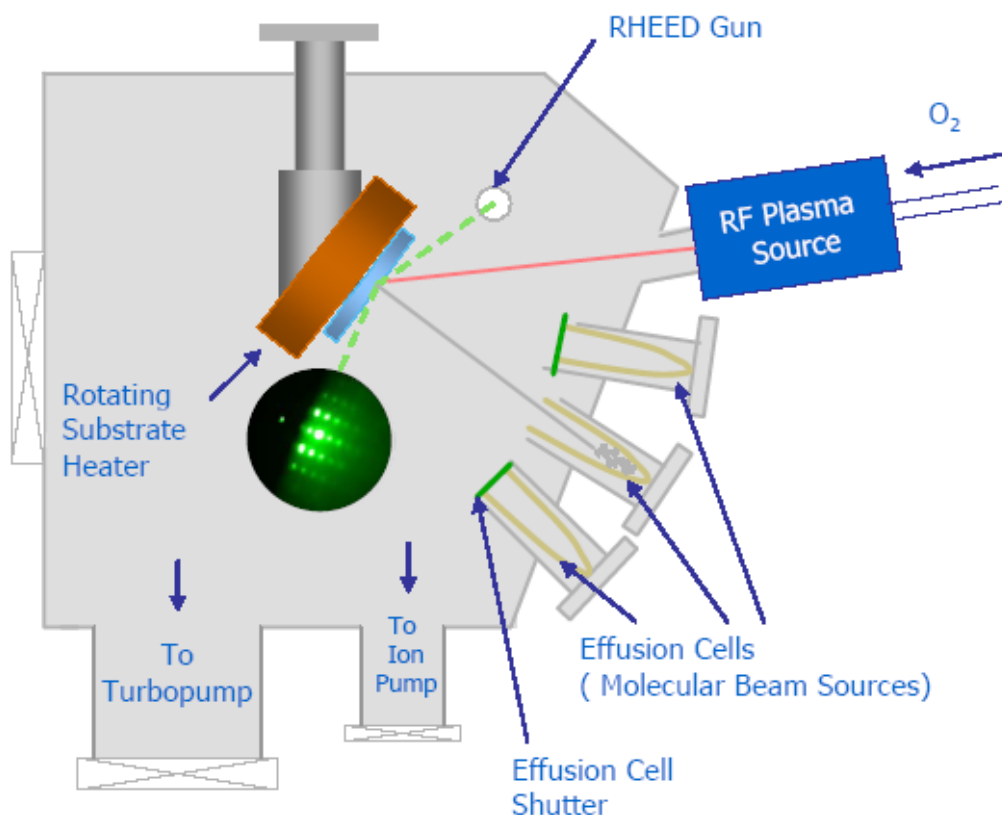 RHEED Gun
O₂
RF Plasma
Source
Rotating
Substrate
Heater
To
Turbopump
To
Ion
Pump
Effusion Cells
( Molecular Beam Sources)
Effusion Cell
Shutter